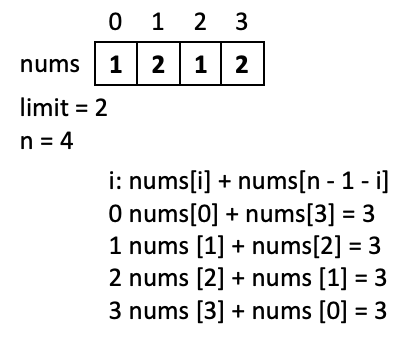 0 1 2 3
nums 1 2 1 2
limit = 2
n = 4
i: nums[i] + nums[n - 1 - i]
0 nums[0] + nums[3] = 3
1 nums [1] + nums[2] = 3
2 nums [2] + nums [1] = 3
3 nums [3] + nums [0] = 3